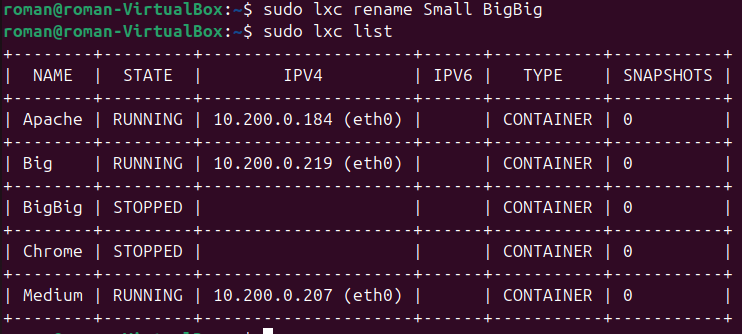 roman@roman-VirtualBox:~$ sudo lxc rename Small BigBig
roman@roman-VirtualBox:~$ sudo lxc list
+--------+---------+---------------------+------+-----------+-----------+
|  NAME  |  STATE  |        IPV4         | IPV6 |   TYPE    | SNAPSHOTS |
+--------+---------+---------------------+------+-----------+-----------+
| Apache | RUNNING | 10.200.0.184 (eth0) |      | CONTAINER | 0         |
+--------+---------+---------------------+------+-----------+-----------+
| Big    | RUNNING | 10.200.0.219 (eth0) |      | CONTAINER | 0         |
+--------+---------+---------------------+------+-----------+-----------+
| BigBig | STOPPED |                     |      | CONTAINER | 0         |
+--------+---------+---------------------+------+-----------+-----------+
| Chrome | STOPPED |                     |      | CONTAINER | 0         |
+--------+---------+---------------------+------+-----------+-----------+
| Medium | RUNNING | 10.200.0.207 (eth0) |      | CONTAINER | 0         |
+--------+---------+---------------------+------+-----------+-----------+